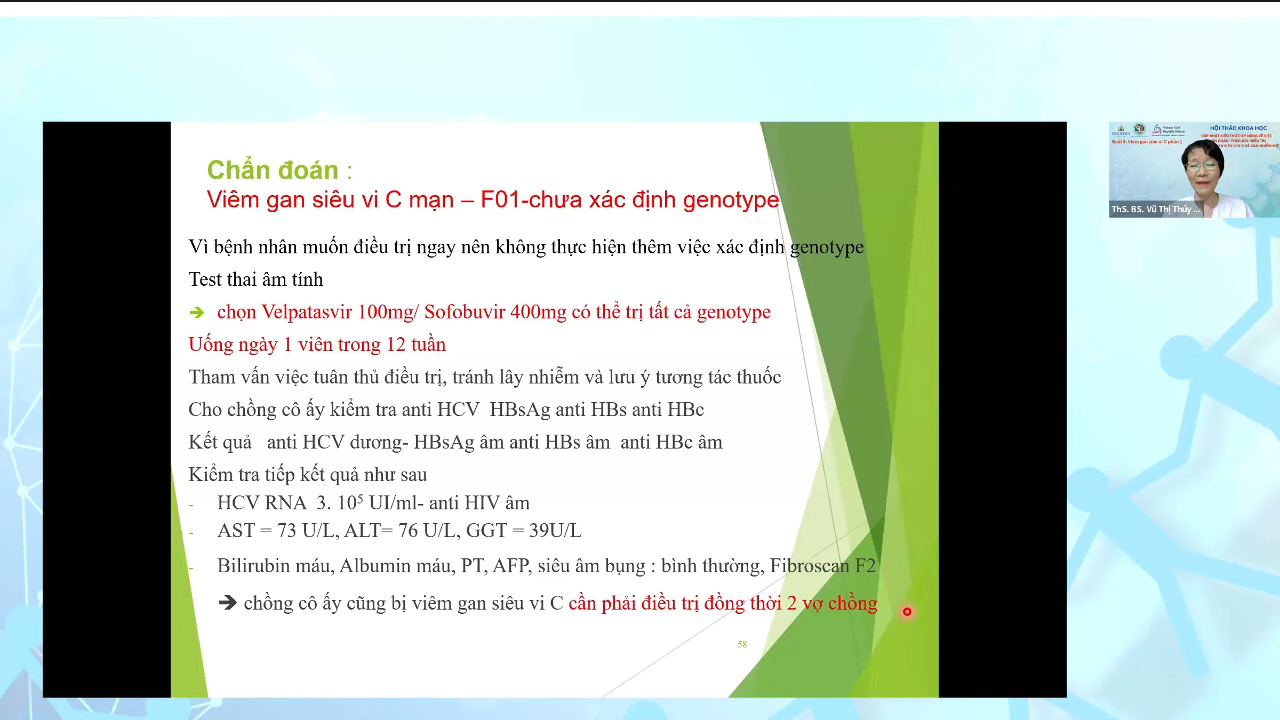 Chẩn đoán :
Viêm gan siêu vi C mạn – F01-chưa xác định genotype
Vì bệnh nhân muốn điều trị ngay nên không thực hiện thêm việc xác định genotype
Test thai âm tính
➔ chọn Velpatasvir 100mg/ Sofobuvir 400mg có thể trị tất cả genotype
Uống ngày 1 viên trong 12 tuần
Tham vấn việc tuân thủ điều trị, tránh lây nhiễm và lưu ý tương tác thuốc
Cho chồng cô ấy kiểm tra anti HCV HBsAg anti HBs anti HBc
Kết quả anti HCV dương- HBsAg âm anti HBs âm anti HBc âm
Kiểm tra tiếp kết quả như sau
- HCV RNA 3. 10⁵ UI/ml- anti HIV âm
- AST = 73 U/L, ALT= 76 U/L, GGT = 39U/L
- Bilirubin máu, Albumin máu, PT, AFP, siêu âm bụng : bình thường, Fibroscan F2
➔ chồng cô ấy cũng bị viêm gan siêu vi C cần phải điều trị đồng thời 2 vợ chồng
58
HỘI THẢO KHOA HỌC
ThS. BS. Vũ Thị Thúy ...